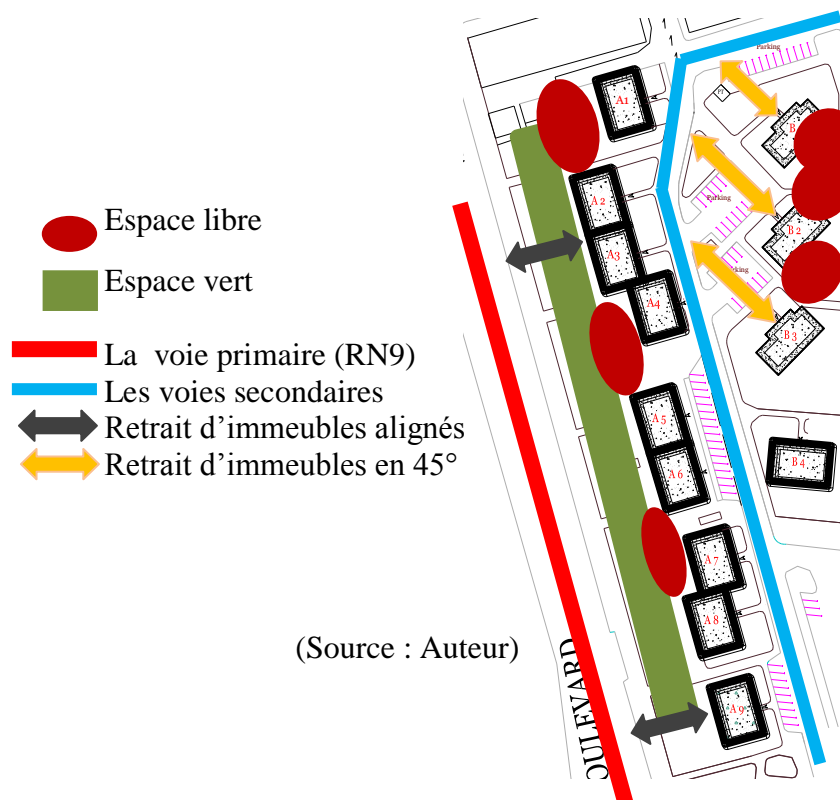 Espace libre
Espace vert
La voie primaire (RN9)
Les voies secondaires
Retrait d’immeubles alignés
Retrait d’immeubles en 45°
(Source : Auteur)
A1
A2
A3
A4
A5
A6
A7
A8
A9
Parking
B
Parking
B2
B3
B4
OULEVARD